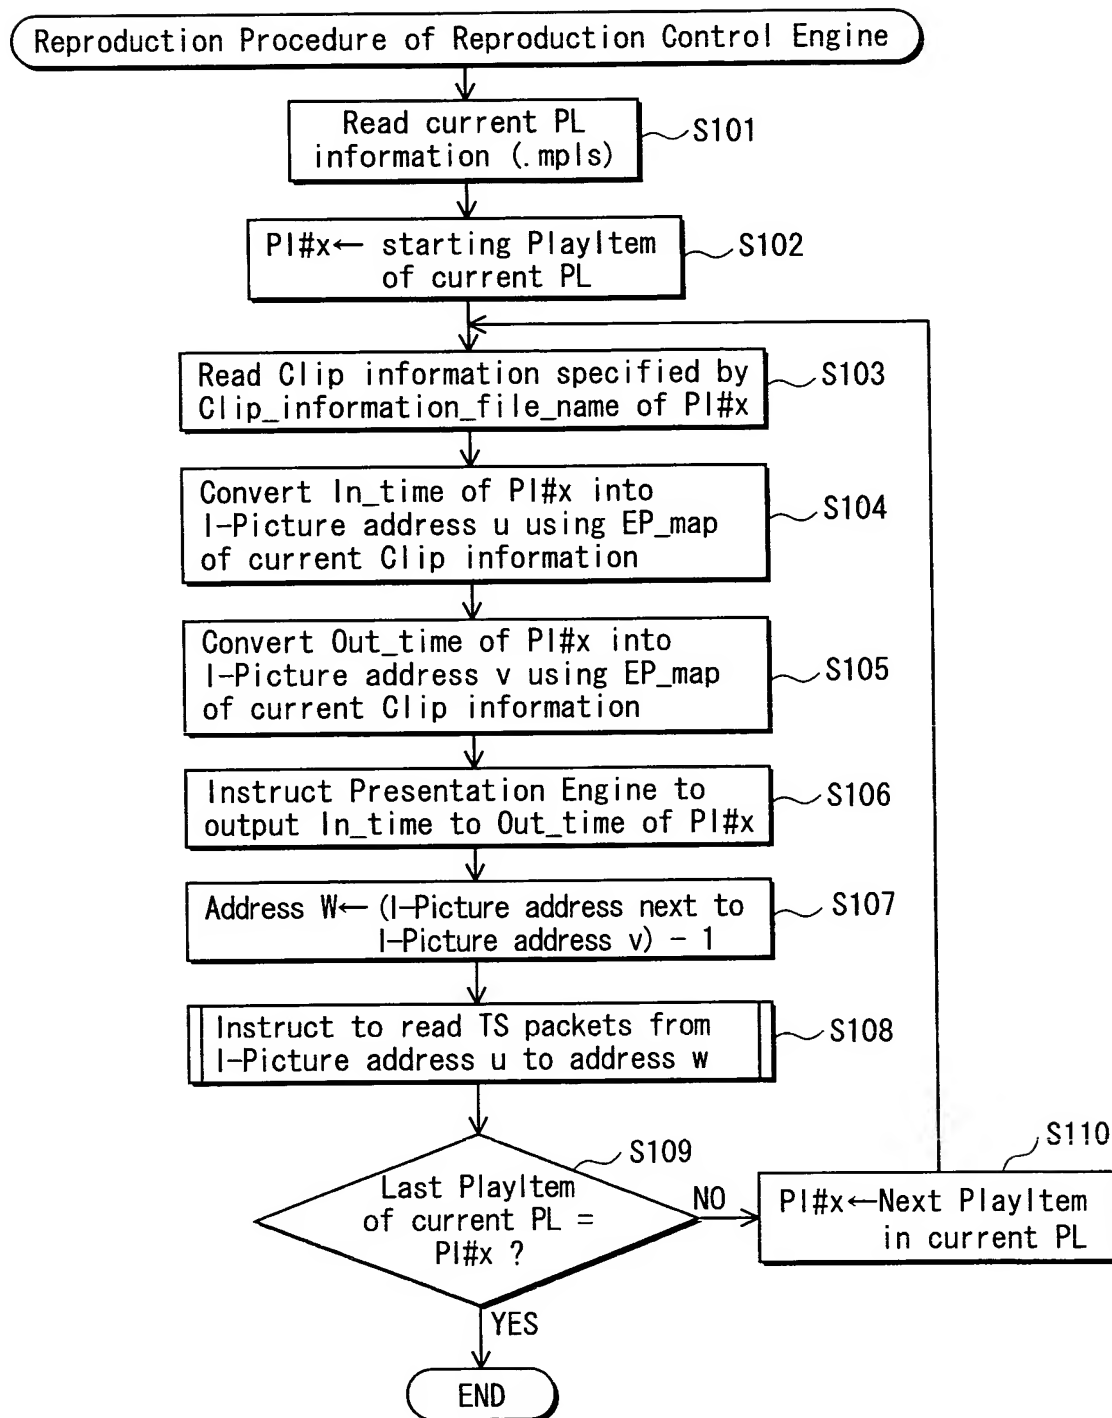 Reproduction Procedure of Reproduction Control Engine
Read current PL
information (.mpls)
S101
PI#x← starting PlayItem
of current PL
S102
Read Clip information specified by
Clip_information_file_name of PI#x
S103
Convert In_time of PI#x into
I-Picture address u using EP_map
of current Clip information
S104
Convert Out_time of PI#x into
I-Picture address v using EP_map
of current Clip information
S105
Instruct Presentation Engine to
output In_time to Out_time of PI#x
S106
Address W← (I-Picture address next to
I-Picture address v) - 1
S107
Instruct to read TS packets from
I-Picture address u to address w
S108
Last PlayItem
of current PL =
PI#x ?
S109
NO
PI#x←Next PlayItem
in current PL
S110
YES
END